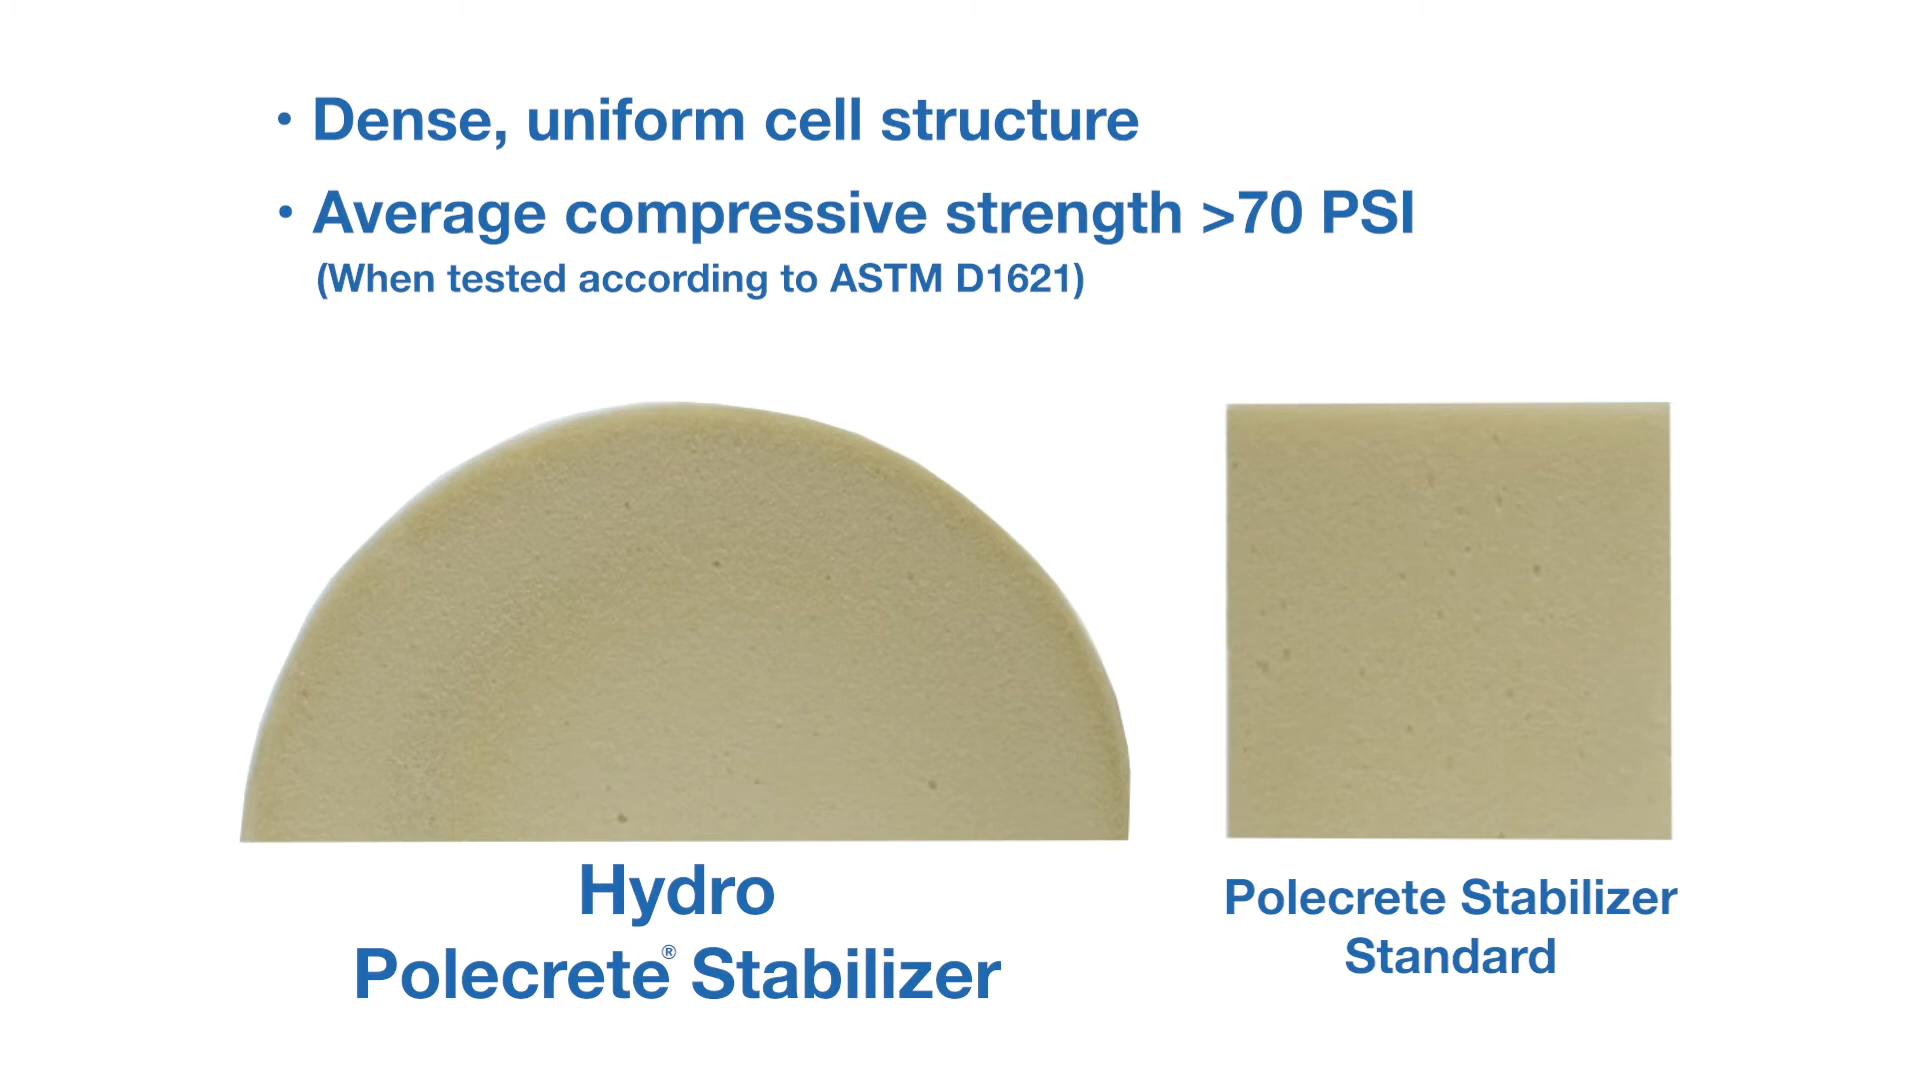 • Dense, uniform cell structure
• Average compressive strength >70 PSI
(When tested according to ASTM D1621)
Hydro
Polecrete® Stabilizer
Polecrete Stabilizer
Standard